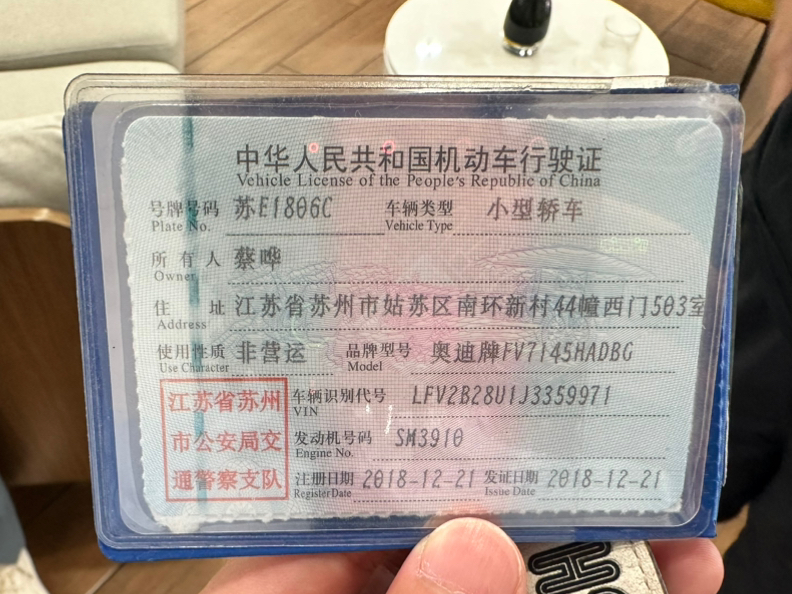 中华人民共和国机动车行驶证
Vehicle License of the People's Republic of China
号牌号码 苏E1806C 车辆类型 小型轿车
Plate No. Vehicle Type
所有人 蔡晔
Owner
住址 江苏省苏州市姑苏区南环新村44幢西门503室
Address
使用性质 非营运 品牌型号 奥迪牌FV7145HADBG
Use Character Model
江苏省苏州 车辆识别代号 LFV2B28U1J3359971
VIN
市公安局交 发动机号码 SM3910
Engine No.
通警察支队 注册日期 2018-12-21 发证日期 2018-12-21
Register Date Issue Date